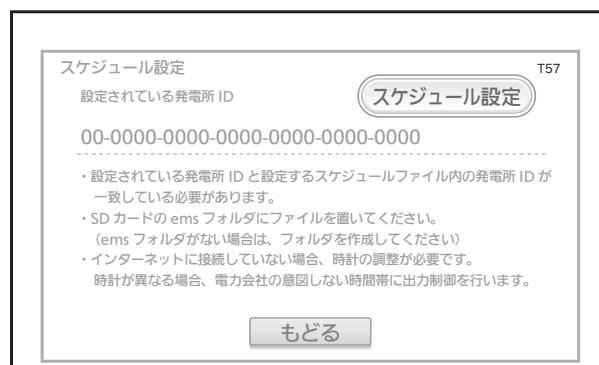 スケジュール設定
T57
設定されている発電所 ID
スケジュール設定
00-0000-0000-0000-0000-0000-0000
・設定されている発電所 ID と設定するスケジュールファイル内の発電所 ID が
一致している必要があります。
・SD カードの ems フォルダにファイルを置いてください。
（ems フォルダがない場合は、フォルダを作成してください）
・インターネットに接続していない場合、時計の調整が必要です。
時計が異なる場合、電力会社の意図しない時間帯に出力制御を行います。
もどる